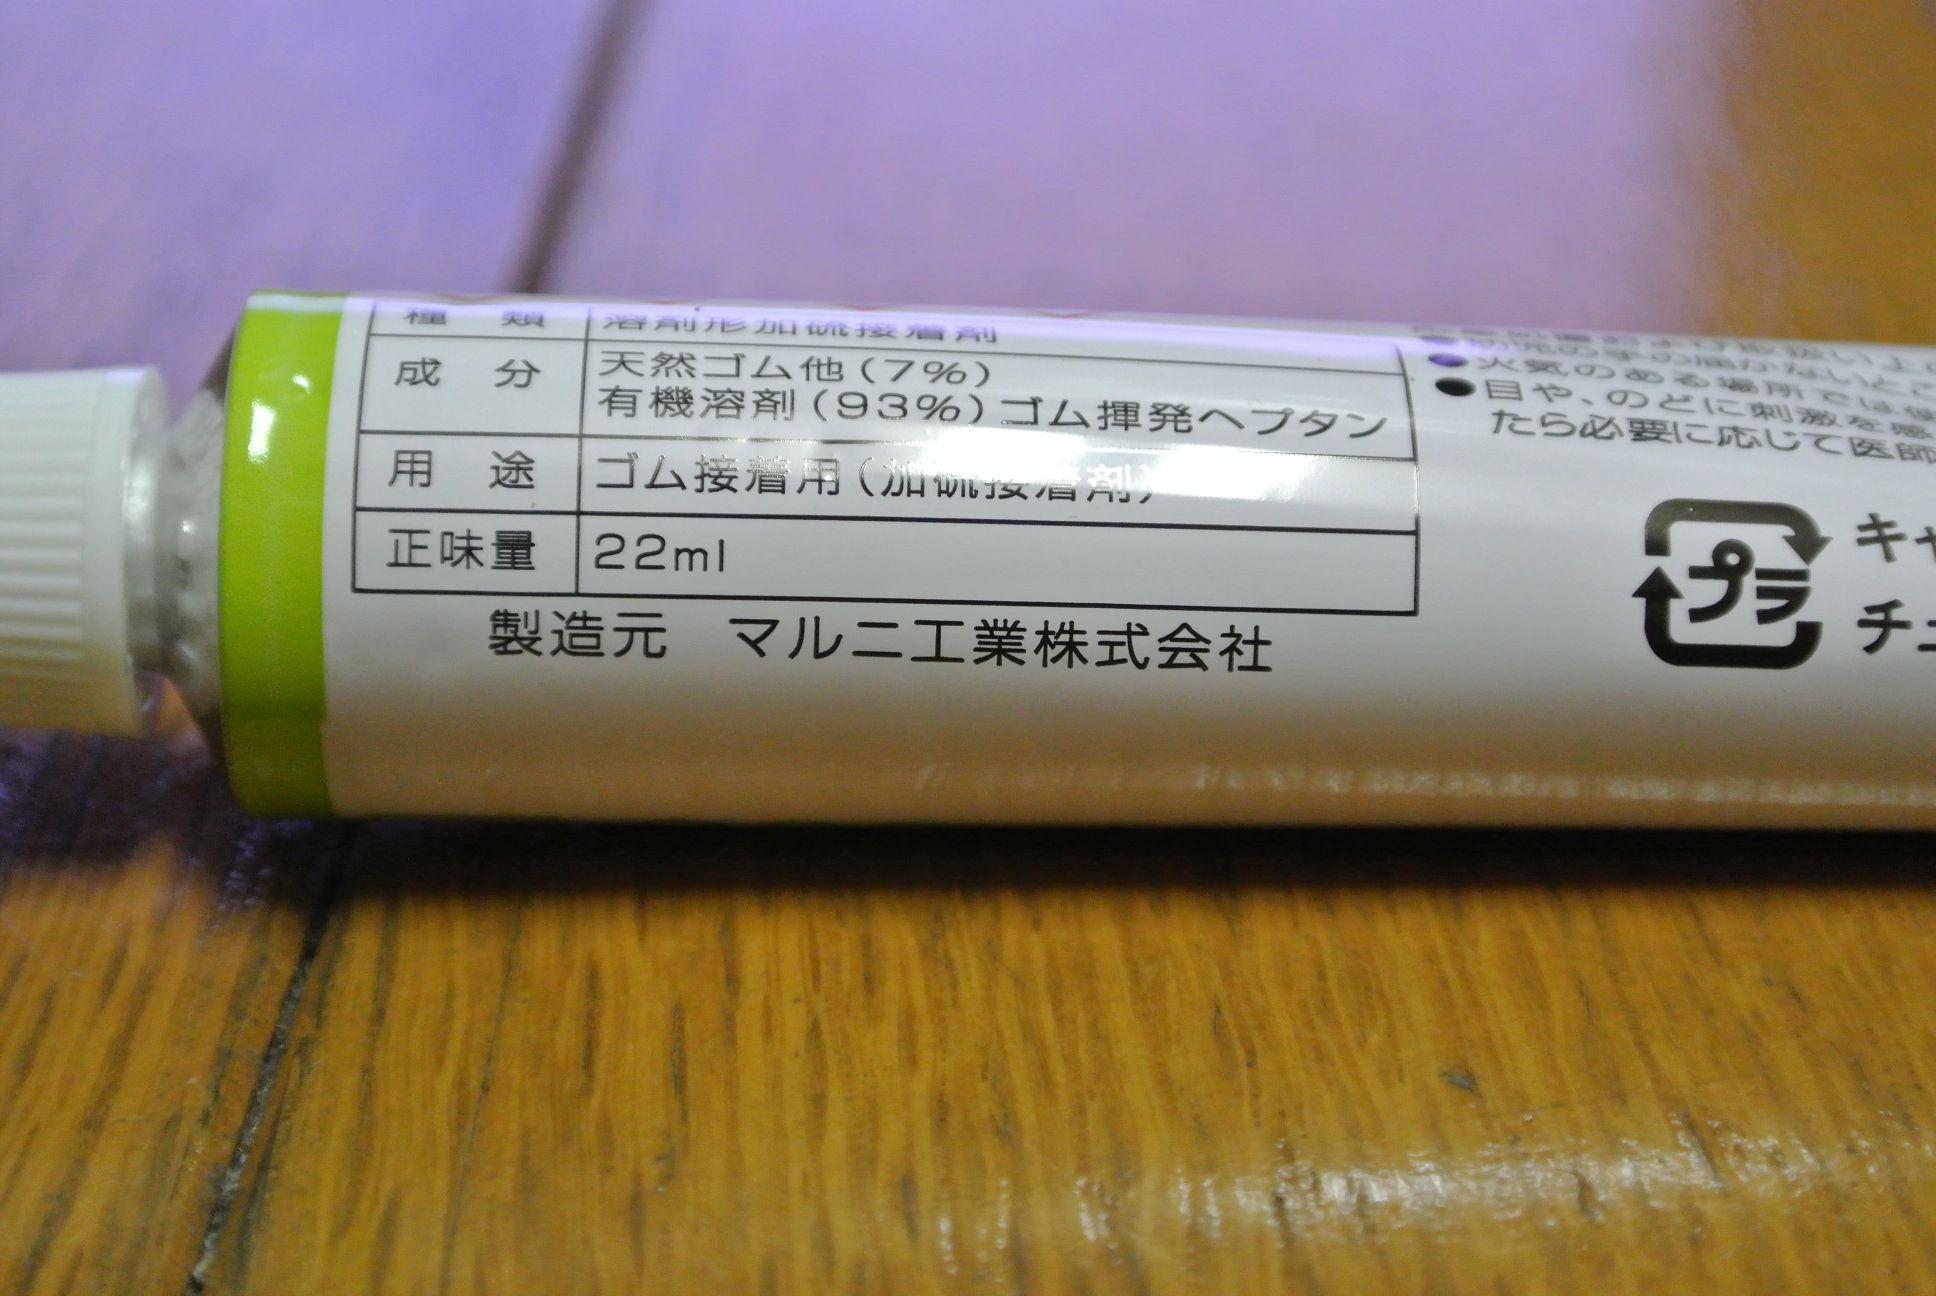 種類 溶剤形加硫接着剤
成分 天然ゴム他(7%)
有機溶剤(93%)ゴム揮発ヘプタン
用途 ゴム接着用(加硫接着剤)
正味量 22ml
製造元 マルニ工業株式会社
●火気のある場所では使
●目や、のどに刺激を感
たら必要に応じて医師
プラ
キャ
チュ